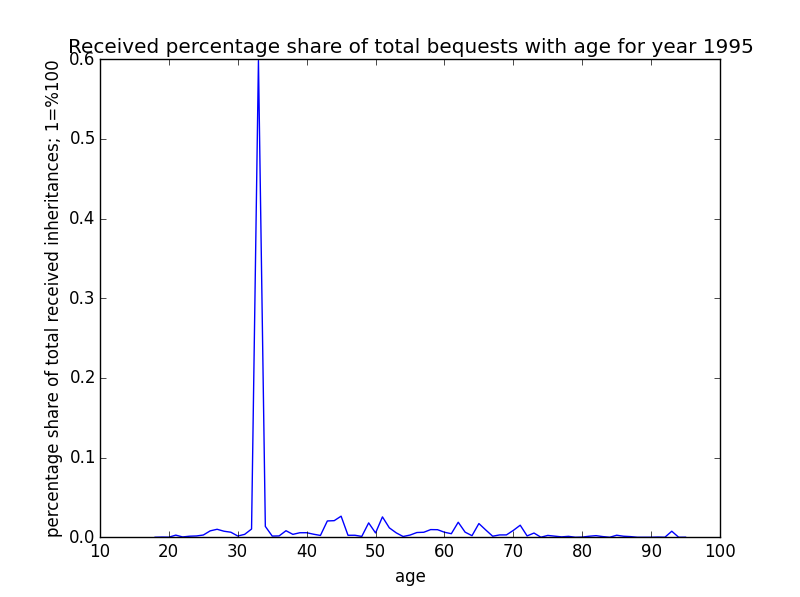 Received percentage share of total bequests with age for year 1995
percentage share of total received inheritances; 1=%100
0.6
0.5
0.4
0.3
0.2
0.1
0.0
10 20 30 40 50 60 70 80 90 100
age